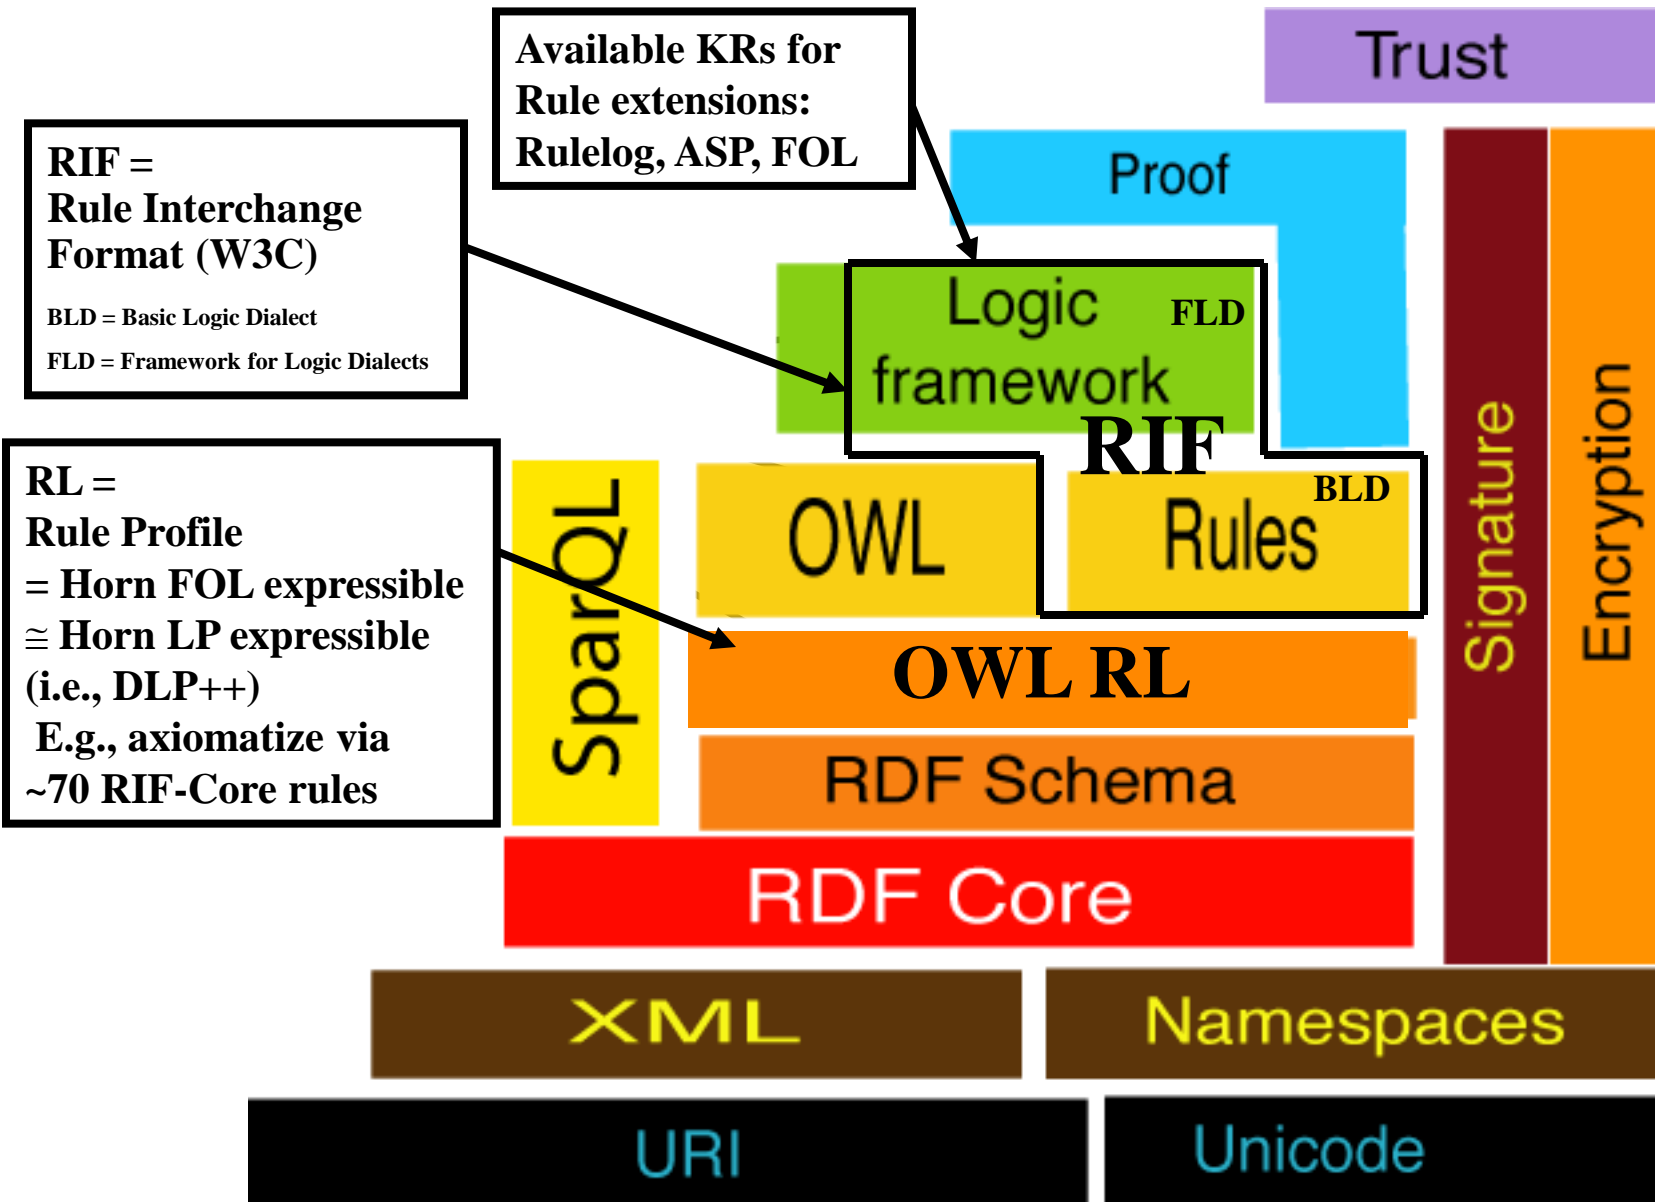 Available KRs for
Rule extensions:
Rulelog, ASP, FOL
Trust
RIF =
Rule Interchange
Format (W3C)
BLD = Basic Logic Dialect
FLD = Framework for Logic Dialects
Proof
Logic
framework
FLD
RIF
BLD
RL =
Rule Profile
= Horn FOL expressible
≅ Horn LP expressible
(i.e., DLP++)
E.g., axiomatize via
~70 RIF-Core rules
SparQL
OWL
Rules
Signature
Encryption
OWL RL
RDF Schema
RDF Core
XML
Namespaces
URI
Unicode